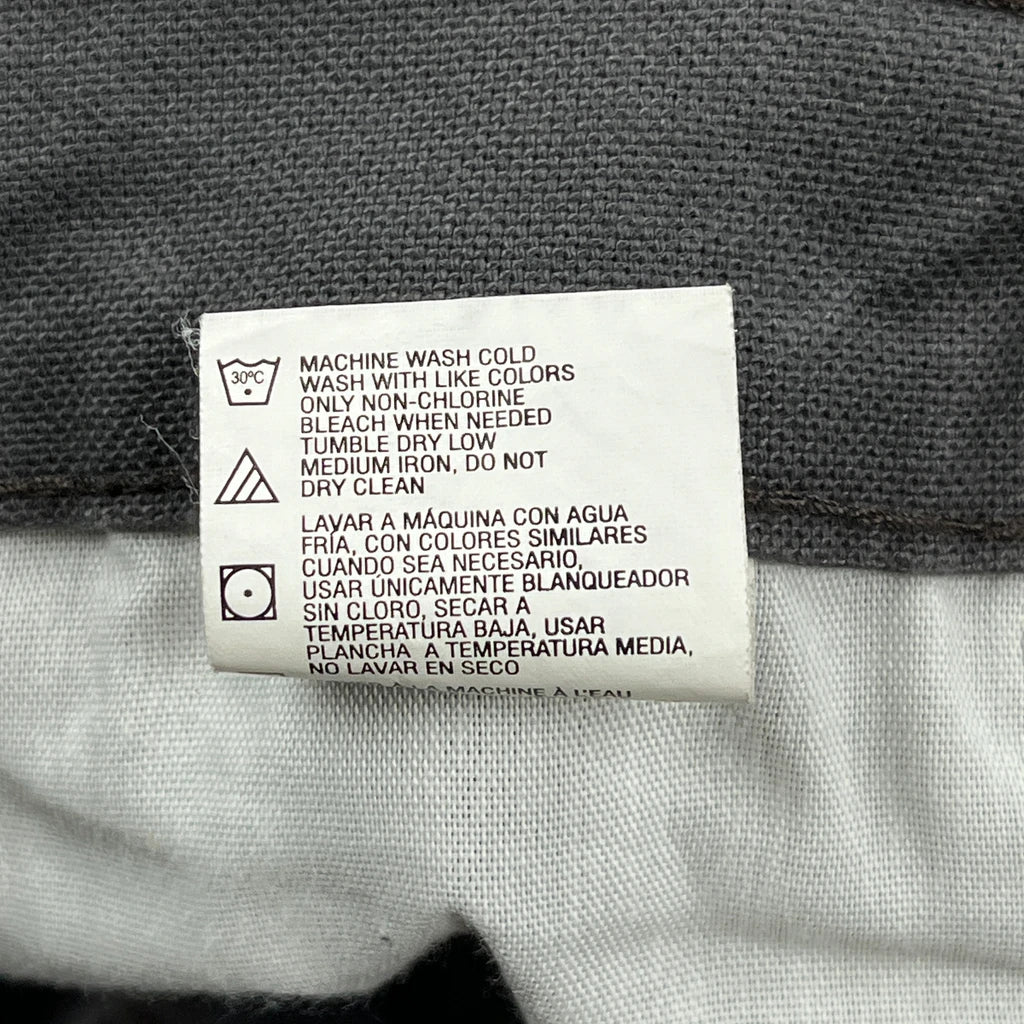 30°C
MACHINE WASH COLD
WASH WITH LIKE COLORS
ONLY NON-CHLORINE
BLEACH WHEN NEEDED
TUMBLE DRY LOW
MEDIUM IRON, DO NOT
DRY CLEAN
LAVAR A MÁQUINA CON AGUA
FRÍA, CON COLORES SIMILARES
CUANDO SEA NECESARIO,
USAR ÚNICAMENTE BLANQUEADOR
SIN CLORO, SECAR A
TEMPERATURA BAJA, USAR
PLANCHA A TEMPERATURA MEDIA,
NO LAVAR EN SECO
MACHINE À L'EAU